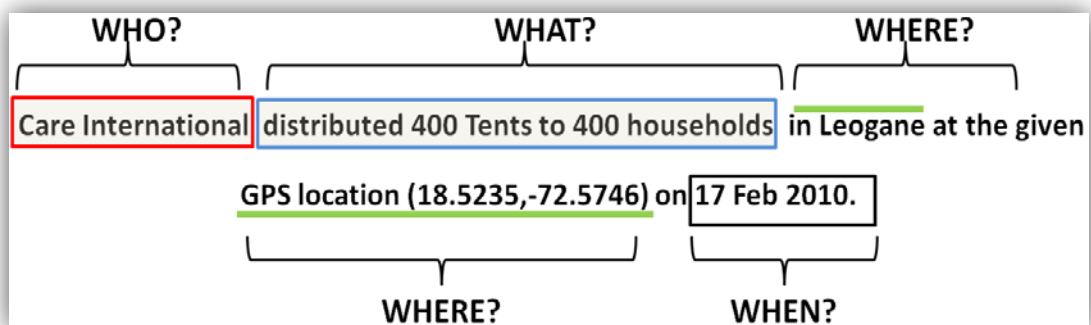 WHO? WHAT? WHERE?
Care International distributed 400 Tents to 400 households in Leogane at the given
GPS location (18.5235,-72.5746) on 17 Feb 2010.
WHERE? WHEN?